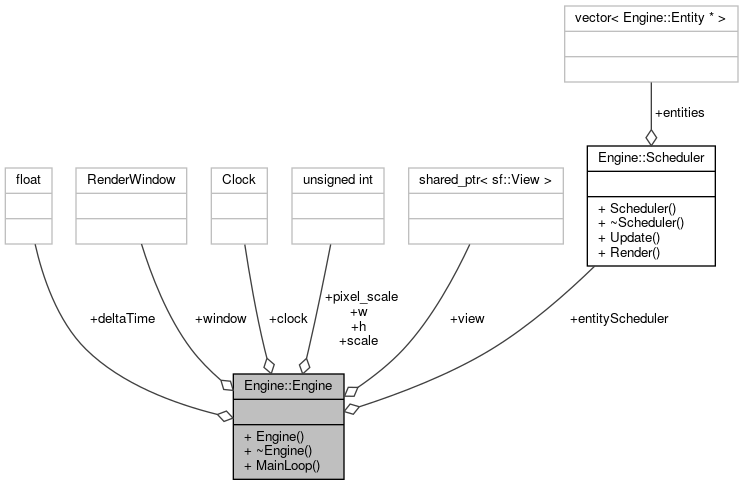 vector< Engine::Entity * >
+entities
Engine::Scheduler
+ Scheduler()
+ ~Scheduler()
+ Update()
+ Render()
float
RenderWindow
Clock
unsigned int
shared_ptr< sf::View >
+deltaTime
+window
+clock
+pixel_scale
+w
+h
+scale
+view
+entityScheduler
Engine::Engine
+ Engine()
+ ~Engine()
+ MainLoop()